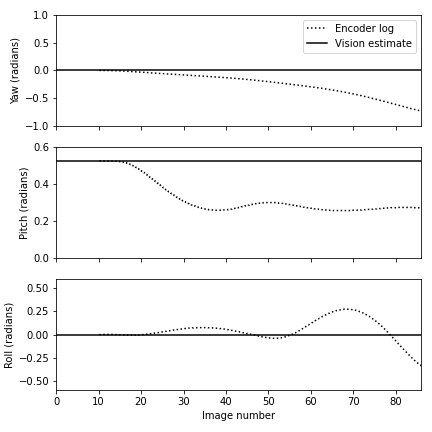 1.0
0.5
0.0
−0.5
−1.0
Yaw (radians)
Encoder log
Vision estimate
0.6
0.4
0.2
0.0
Pitch (radians)
0.50
0.25
0.00
−0.25
−0.50
Roll (radians)
0 10 20 30 40 50 60 70 80
Image number